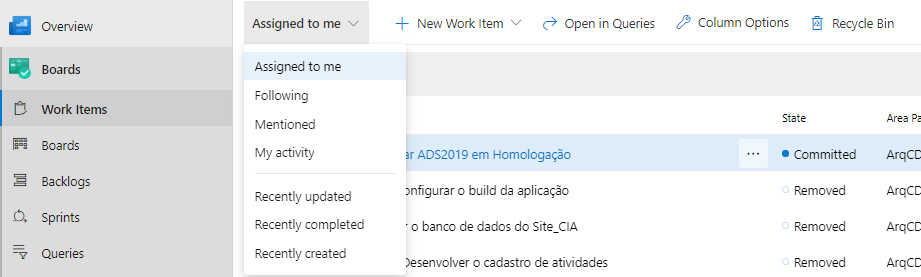 Overview
Boards
Work Items
Boards
Backlogs
Sprints
Queries
Assigned to me
New Work Item
Open in Queries
Column Options
Recycle Bin
Assigned to me
Following
Mentioned
My activity
Recently updated
Recently completed
Recently created
State
Area Pa
ar ADS2019 em Homologação
...
Committed
ArqCD
onfigurar o build da aplicação
Removed
ArqCD
r o banco de dados do Site_CIA
Removed
ArqCD
Desenvolver o cadastro de atividades
Removed
ArqCD